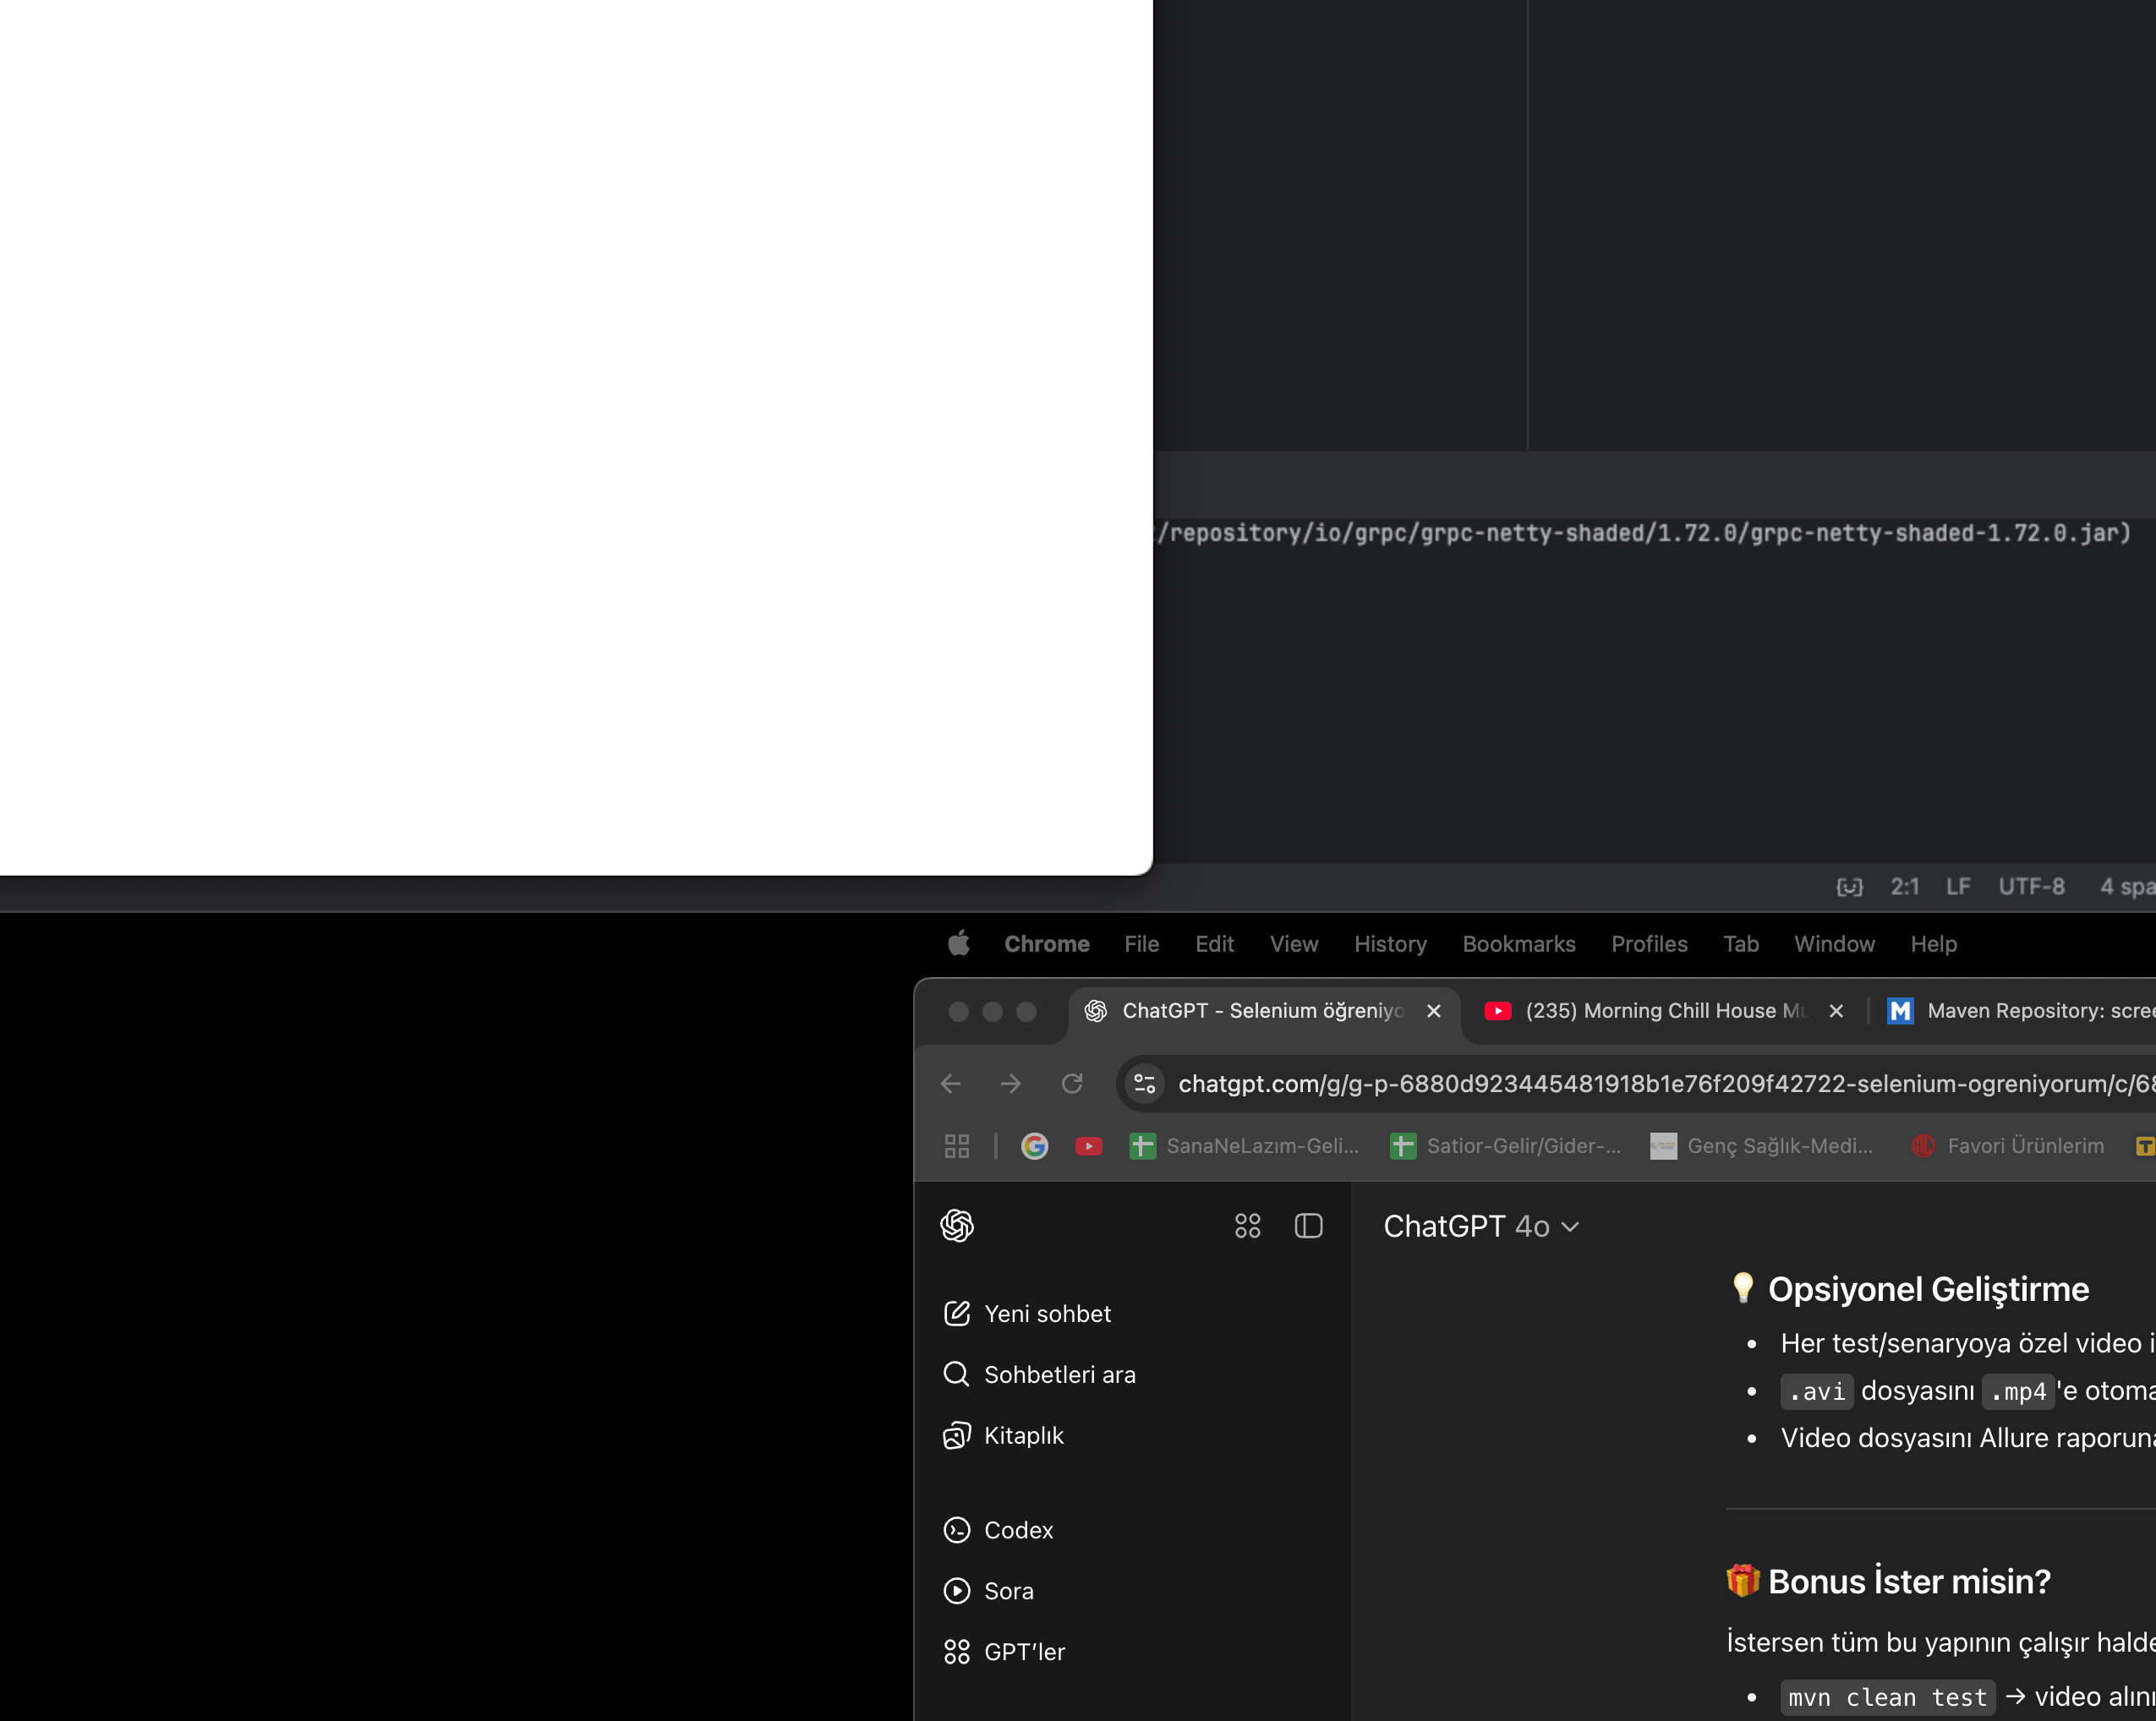 /repository/io/grpc/grpc-netty-shaded/1.72.0/grpc-netty-shaded-1.72.0.jar)
2:1 LF UTF-8 4 spa
Chrome File Edit View History Bookmarks Profiles Tab Window Help
ChatGPT - Selenium öğreniyo (235) Morning Chill House Mu Maven Repository: scree
chatgpt.com/g/g-p-6880d923445481918b1e76f209f42722-selenium-ogreniyorum/c/68
SanaNeLazım-Geli... Satior-Gelir/Gider-... Genç Sağlık-Medi... Favori Ürünlerim
ChatGPT 4o
Yeni sohbet
Sohbetleri ara
Kitaplık
Codex
Sora
GPT'ler
Opsiyonel Geliştirme
Her test/senaryoya özel video i
.avi dosyasını .mp4'e otoma
Video dosyasını Allure raporuna
Bonus İster misin?
İstersen tüm bu yapının çalışır halde
mvn clean test → video alını